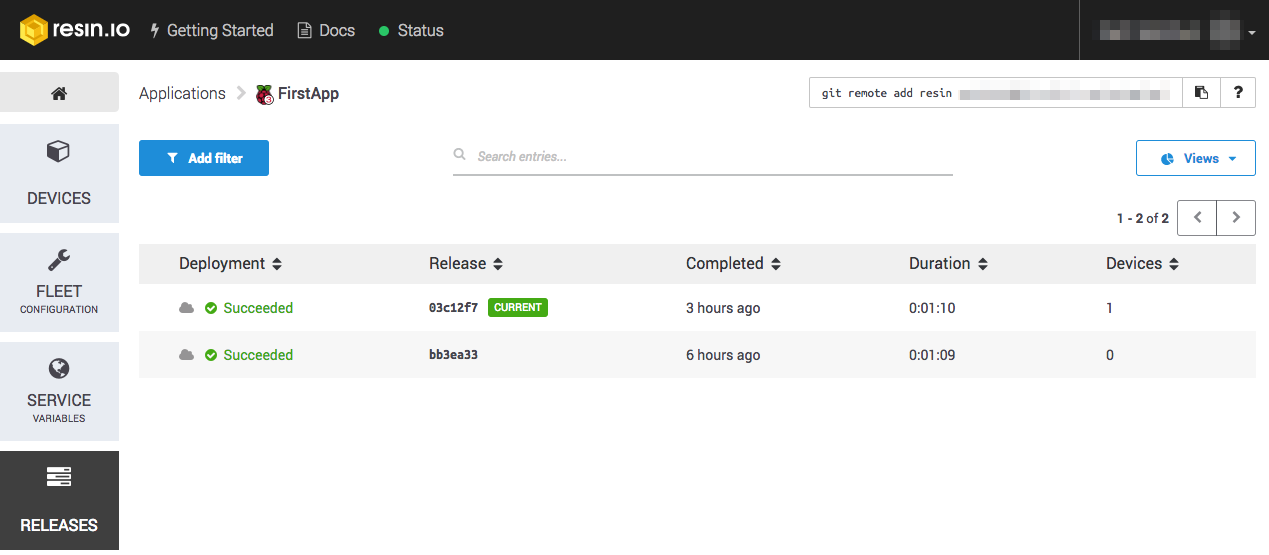 resin.io Getting Started Docs Status
Applications FirstApp git remote add resin ?
Add filter Search entries... Views
DEVICES
1 - 2 of 2
Deployment Release Completed Duration Devices
FLEET
CONFIGURATION
Succeeded 03c12f7 CURRENT 3 hours ago 0:01:10 1
Succeeded bb3ea33 6 hours ago 0:01:09 0
SERVICE
VARIABLES
RELEASES